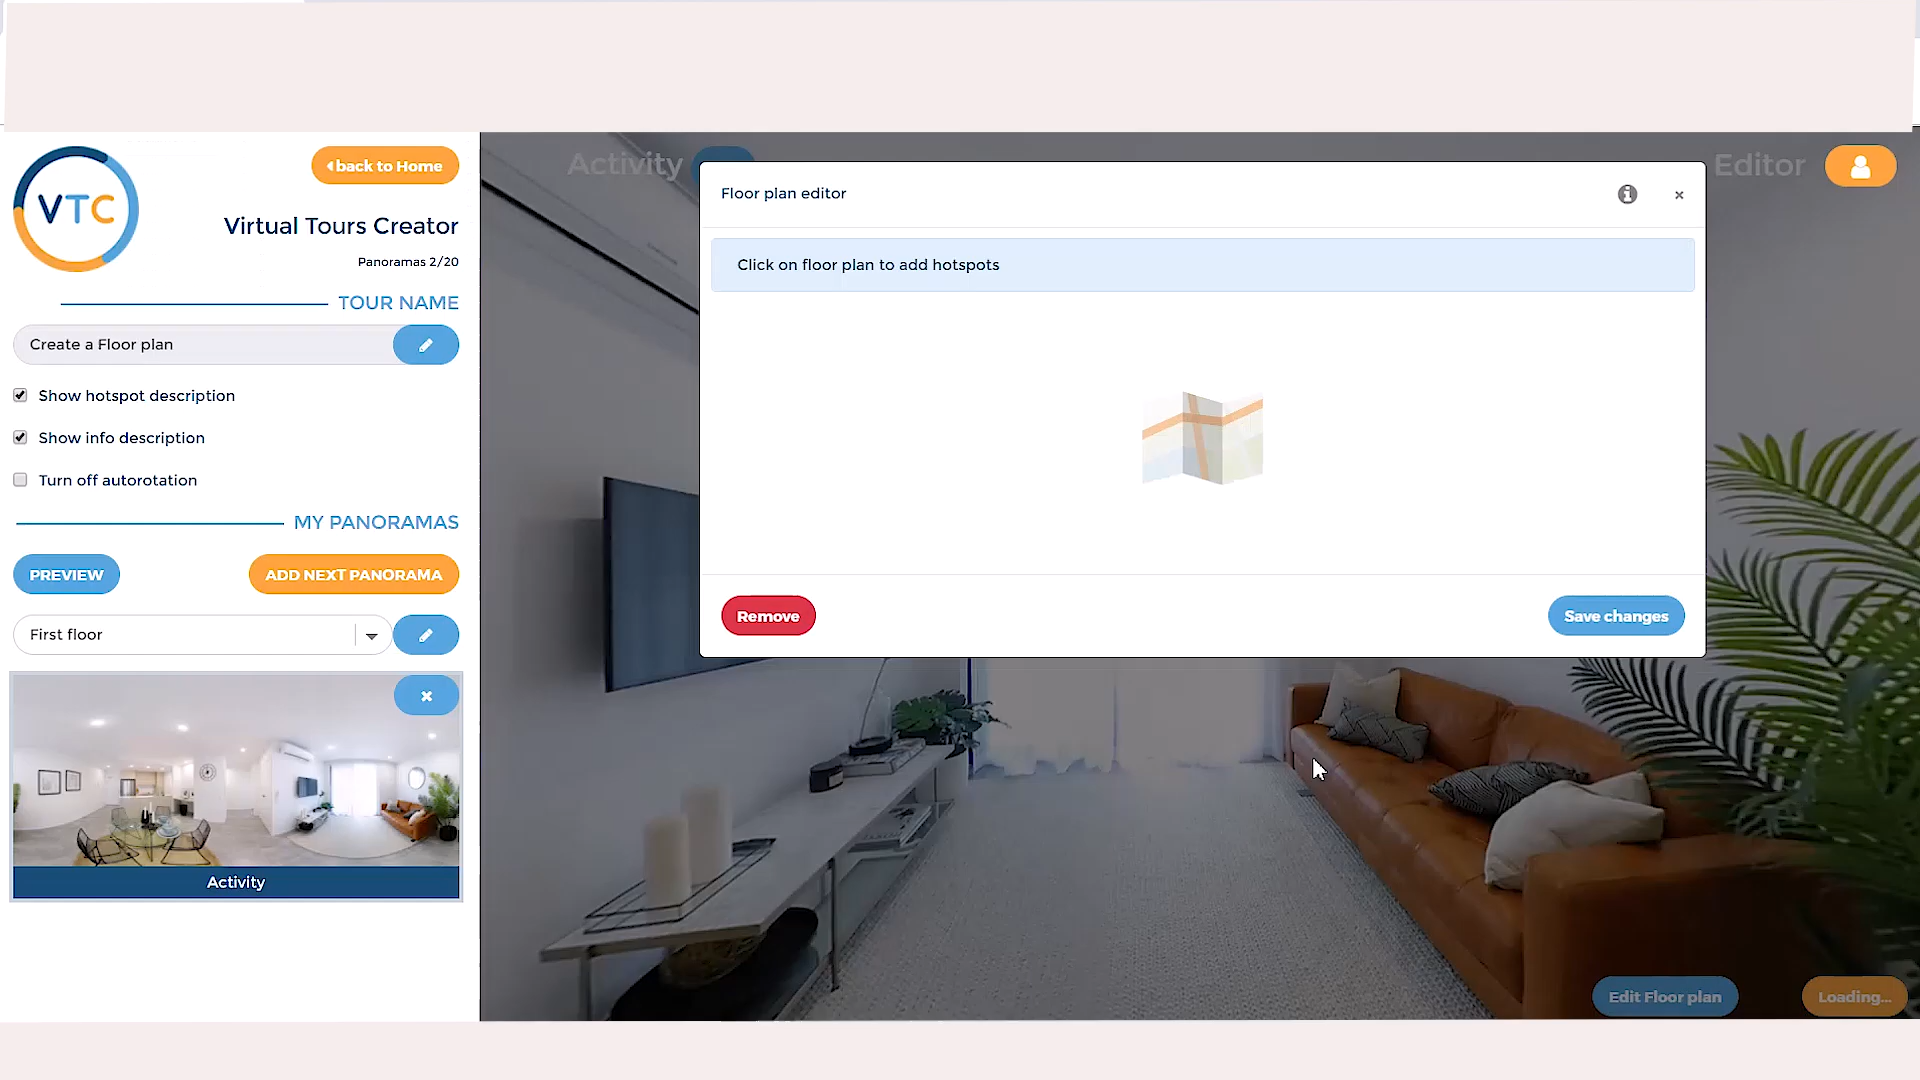 VTC
back to Home
Virtual Tours Creator
Panoramas 2/20
TOUR NAME
Create a Floor plan
Show hotspot description
Show info description
Turn off autorotation
MY PANORAMAS
PREVIEW
ADD NEXT PANORAMA
First floor
Activity
Activity
Editor
Floor plan editor
×
Click on floor plan to add hotspots
Remove
Save changes
Edit Floor plan
Loading...